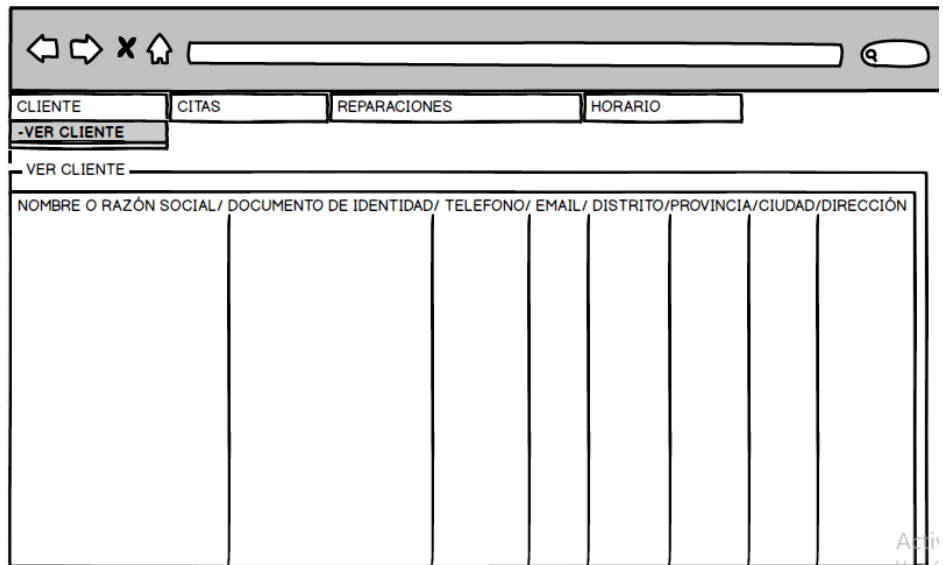 CLIENTE CITAS REPARACIONES HORARIO
-VER CLIENTE
VER CLIENTE
NOMBRE O RAZÓN SOCIAL/ DOCUMENTO DE IDENTIDAD/ TELEFONO/ EMAIL/ DISTRITO/PROVINCIA/CIUDAD/DIRECCIÓN